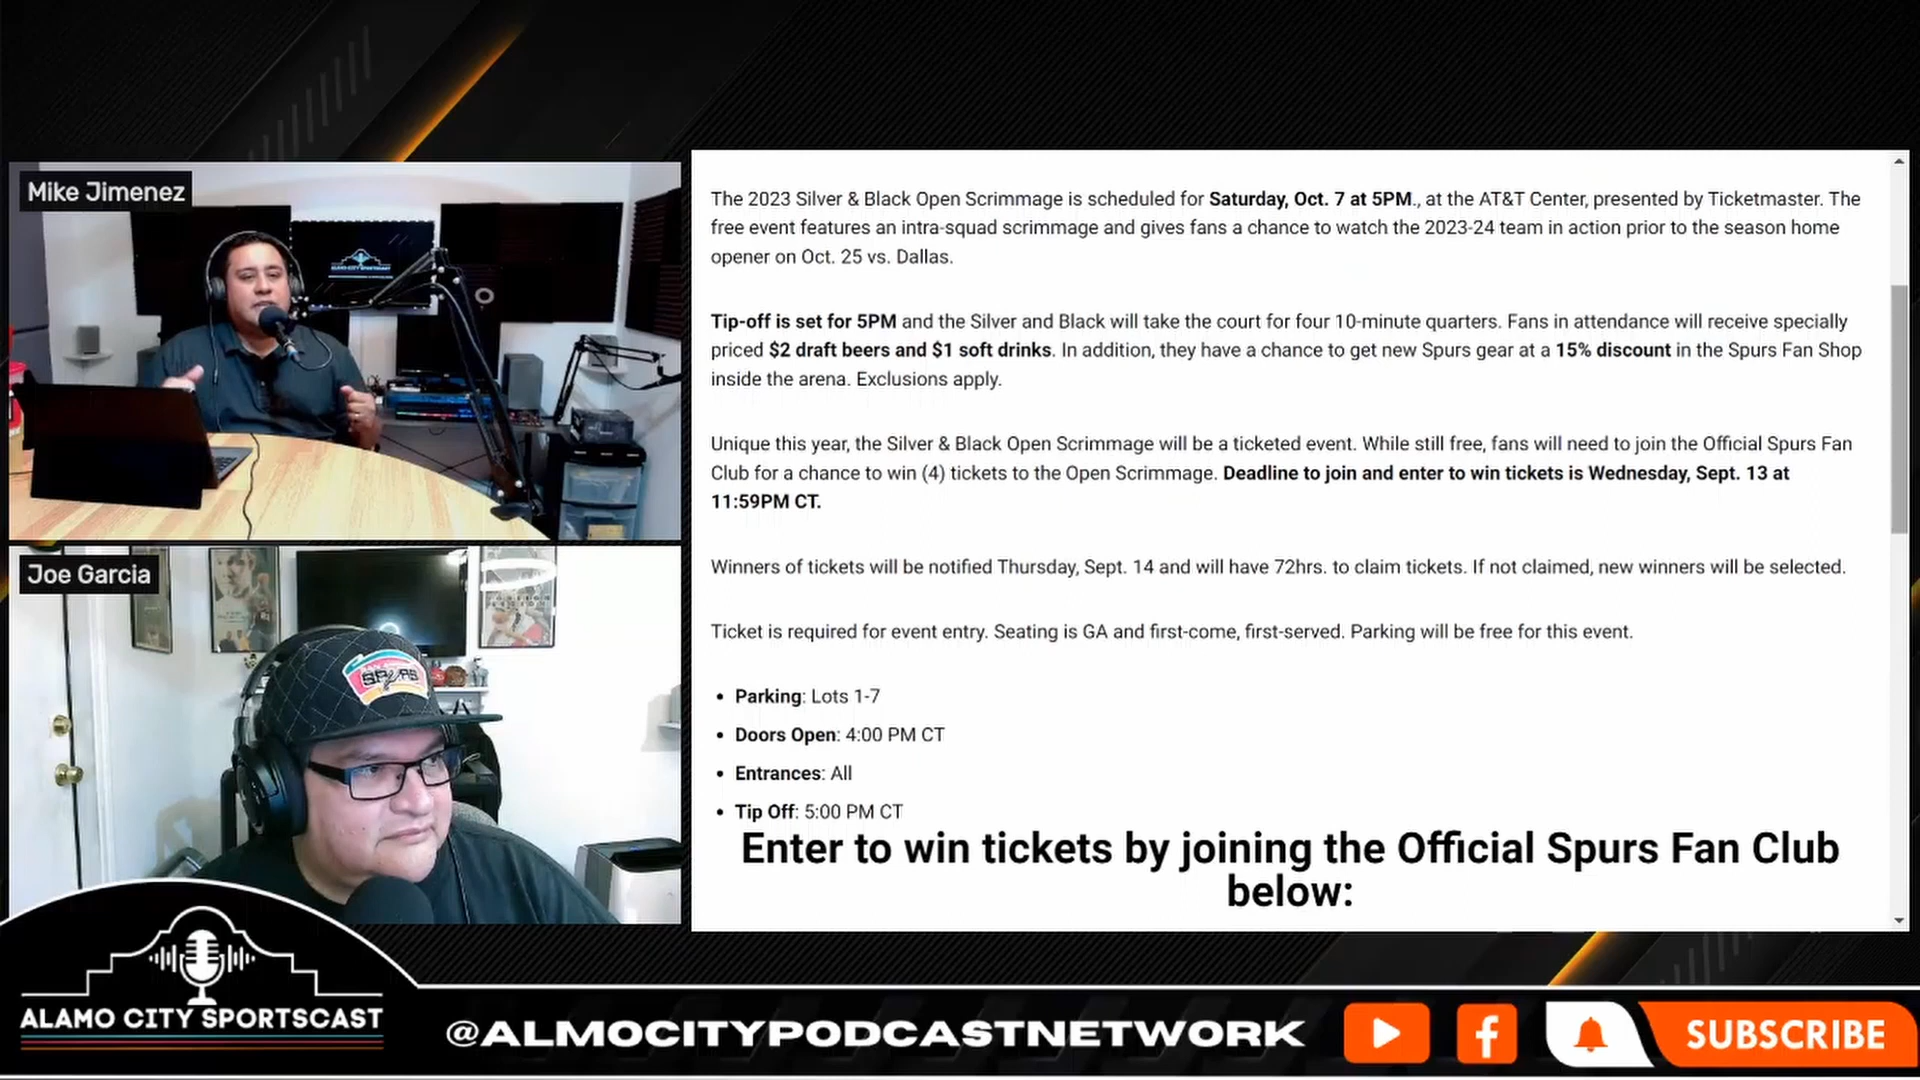 Mike Jimenez
ALAMO CITY SPORTSCAST
Joe Garcia
SPURS
The 2023 Silver & Black Open Scrimmage is scheduled for Saturday, Oct. 7 at 5PM., at the AT&T Center, presented by Ticketmaster. The
free event features an intra-squad scrimmage and gives fans a chance to watch the 2023-24 team in action prior to the season home
opener on Oct. 25 vs. Dallas.
Tip-off is set for 5PM and the Silver and Black will take the court for four 10-minute quarters. Fans in attendance will receive specially
priced $2 draft beers and $1 soft drinks. In addition, they have a chance to get new Spurs gear at a 15% discount in the Spurs Fan Shop
inside the arena. Exclusions apply.
Unique this year, the Silver & Black Open Scrimmage will be a ticketed event. While still free, fans will need to join the Official Spurs Fan
Club for a chance to win (4) tickets to the Open Scrimmage. Deadline to join and enter to win tickets is Wednesday, Sept. 13 at
11:59PM CT.
Winners of tickets will be notified Thursday, Sept. 14 and will have 72hrs. to claim tickets. If not claimed, new winners will be selected.
Ticket is required for event entry. Seating is GA and first-come, first-served. Parking will be free for this event.
• Parking: Lots 1-7
• Doors Open: 4:00 PM CT
• Entrances: All
• Tip Off: 5:00 PM CT
Enter to win tickets by joining the Official Spurs Fan Club
below:
ALAMO CITY SPORTSCAST
@ALMOCITYPODCASTNETWORK
SUBSCRIBE